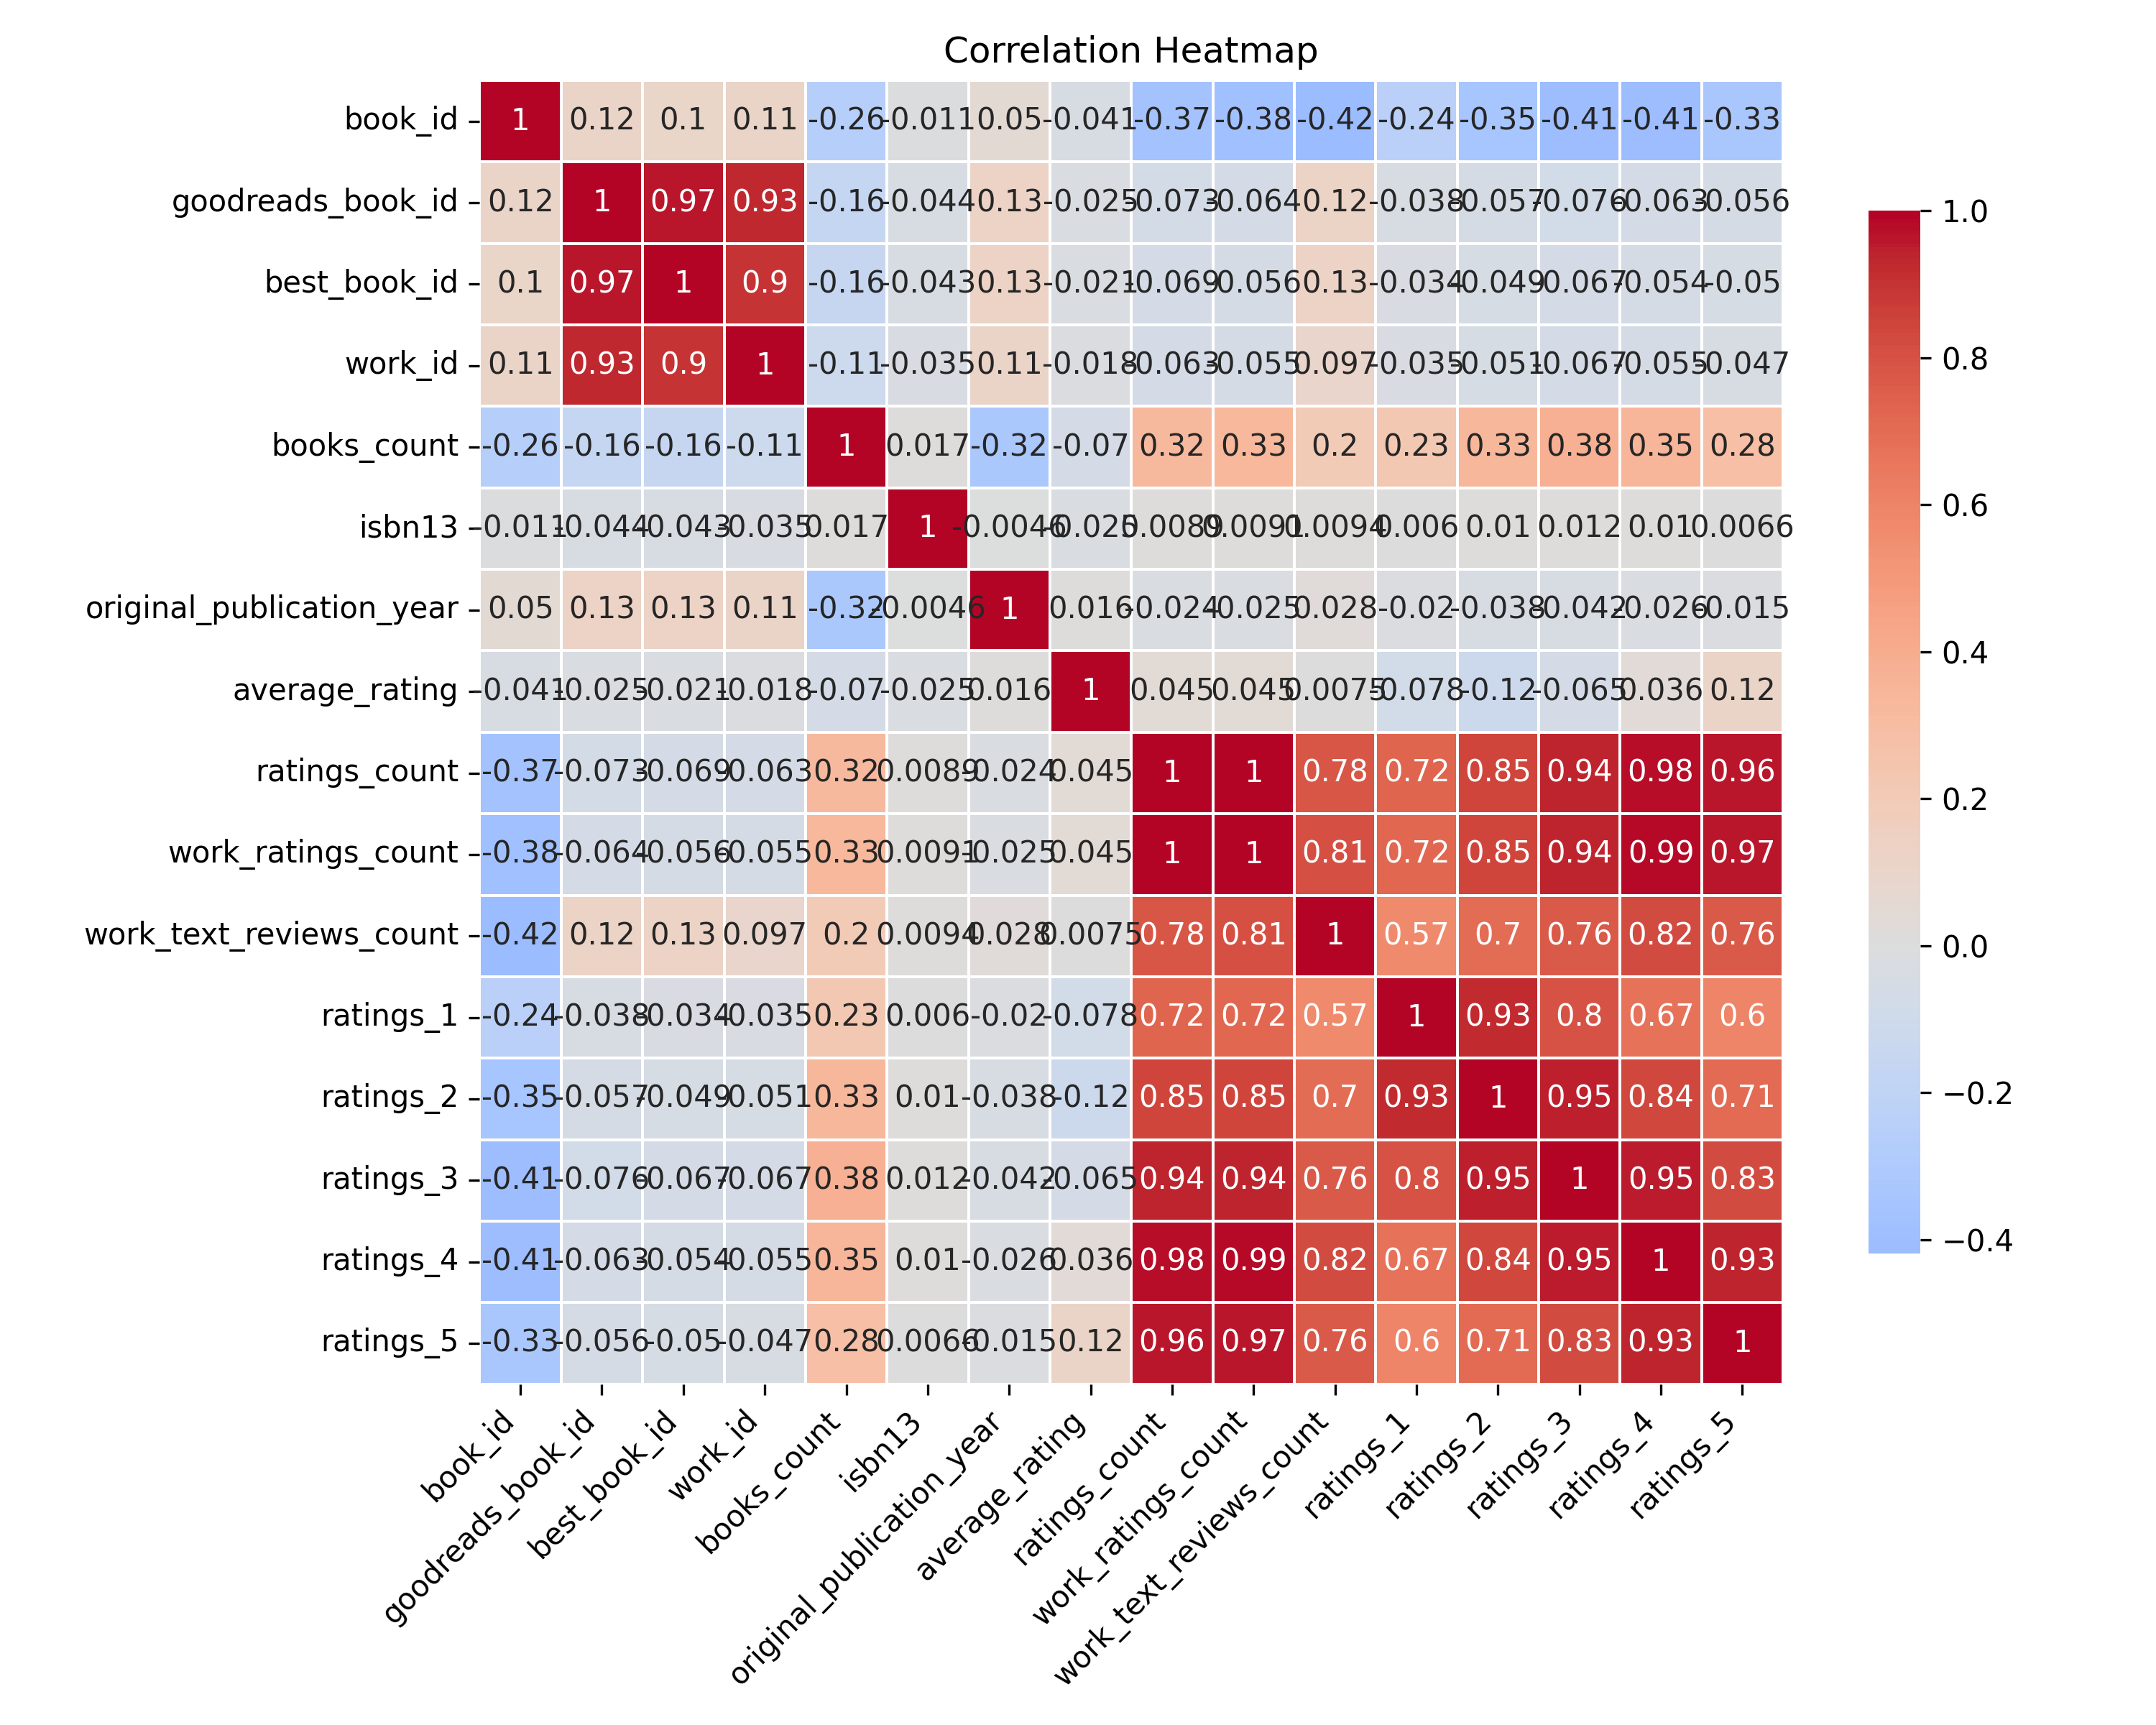 Correlation Heatmap
book_id 1 0.12 0.1 0.11 -0.26 -0.011 0.05 -0.041 -0.37 -0.38 -0.42 -0.24 -0.35 -0.41 -0.41 -0.33
goodreads_book_id 0.12 1 0.97 0.93 -0.16 -0.044 0.13 -0.025 -0.073 -0.064 0.12 -0.038 -0.057 -0.076 -0.063 -0.056
best_book_id 0.1 0.97 1 0.9 -0.16 -0.043 0.13 -0.021 -0.069 -0.056 0.13 -0.034 -0.049 -0.067 -0.054 -0.05
work_id 0.11 0.93 0.9 1 -0.11 -0.035 0.11 -0.018 -0.063 -0.055 0.097 -0.035 -0.051 -0.067 -0.055 -0.047
books_count -0.26 -0.16 -0.16 -0.11 1 0.017 -0.32 -0.07 0.32 0.33 0.2 0.23 0.33 0.38 0.35 0.28
isbn13 -0.011 -0.044 -0.043 -0.035 0.017 1 -0.0046 -0.025 0.0089 0.0091 0.0094 0.006 0.01 0.012 0.01 0.0066
original_publication_year 0.05 0.13 0.13 0.11 -0.32 -0.0046 1 0.016 -0.024 -0.025 0.028 -0.02 -0.038 -0.042 -0.026 -0.015
average_rating -0.041 -0.025 -0.021 -0.018 -0.07 -0.025 0.016 1 0.045 0.045 0.0075 -0.078 -0.12 -0.065 0.036 0.12
ratings_count -0.37 -0.073 -0.069 -0.063 0.32 0.0089 -0.024 0.045 1 1 0.78 0.72 0.85 0.94 0.98 0.96
work_ratings_count -0.38 -0.064 -0.056 -0.055 0.33 0.0091 -0.025 0.045 1 1 0.81 0.72 0.85 0.94 0.99 0.97
work_text_reviews_count -0.42 0.12 0.13 0.097 0.2 0.0094 0.028 0.0075 0.78 0.81 1 0.57 0.7 0.76 0.82 0.76
ratings_1 -0.24 -0.038 -0.034 -0.035 0.23 0.006 -0.02 -0.078 0.72 0.72 0.57 1 0.93 0.8 0.67 0.6
ratings_2 -0.35 -0.057 -0.049 -0.051 0.33 0.01 -0.038 -0.12 0.85 0.85 0.7 0.93 1 0.95 0.84 0.71
ratings_3 -0.41 -0.076 -0.067 -0.067 0.38 0.012 -0.042 -0.065 0.94 0.94 0.76 0.8 0.95 1 0.95 0.83
ratings_4 -0.41 -0.063 -0.054 -0.055 0.35 0.01 -0.026 0.036 0.98 0.99 0.82 0.67 0.84 0.95 1 0.93
ratings_5 -0.33 -0.056 -0.05 -0.047 0.28 0.0066 -0.015 0.12 0.96 0.97 0.76 0.6 0.71 0.83 0.93 1
book_id
goodreads_book_id
best_book_id
work_id
books_count
isbn13
original_publication_year
average_rating
ratings_count
work_ratings_count
work_text_reviews_count
ratings_1
ratings_2
ratings_3
ratings_4
ratings_5
1.0
0.8
0.6
0.4
0.2
0.0
−0.2
−0.4